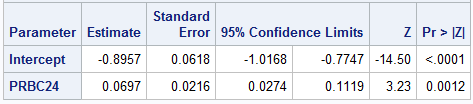 Parameter Estimate Standard Error 95% Confidence Limits Z Pr > |Z|
Intercept -0.8957 0.0618 -1.0168 -0.7747 -14.50 <.0001
PRBC24 0.0697 0.0216 0.0274 0.1119 3.23 0.0012